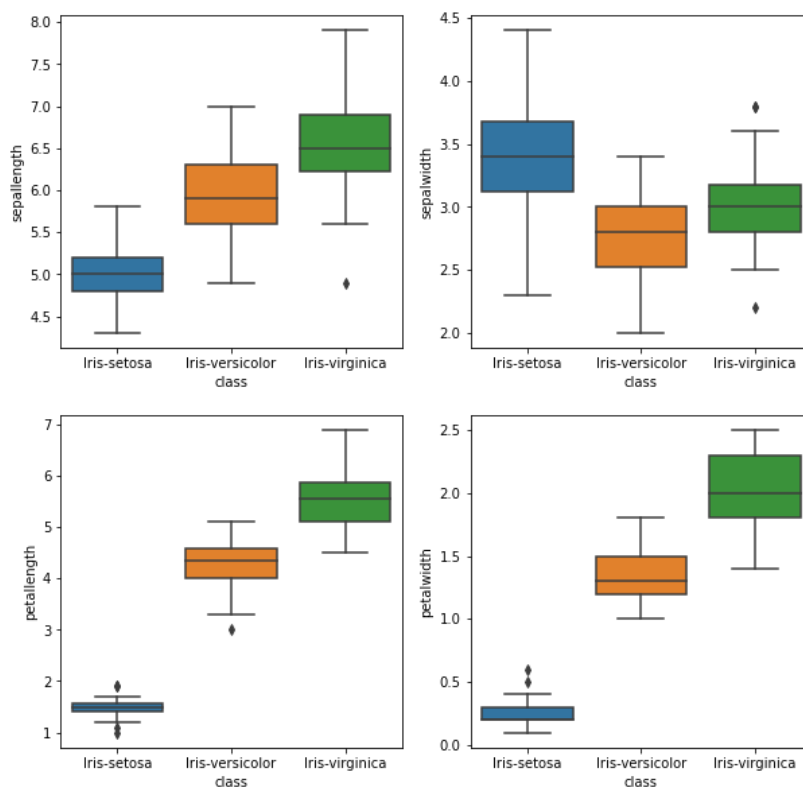 sepallength
8.0
7.5
7.0
6.5
6.0
5.5
5.0
4.5
Iris-setosa Iris-versicolor Iris-virginica
class
sepalwidth
4.5
4.0
3.5
3.0
2.5
2.0
Iris-setosa Iris-versicolor Iris-virginica
class
petallength
7
6
5
4
3
2
1
Iris-setosa Iris-versicolor Iris-virginica
class
petalwidth
2.5
2.0
1.5
1.0
0.5
0.0
Iris-setosa Iris-versicolor Iris-virginica
class